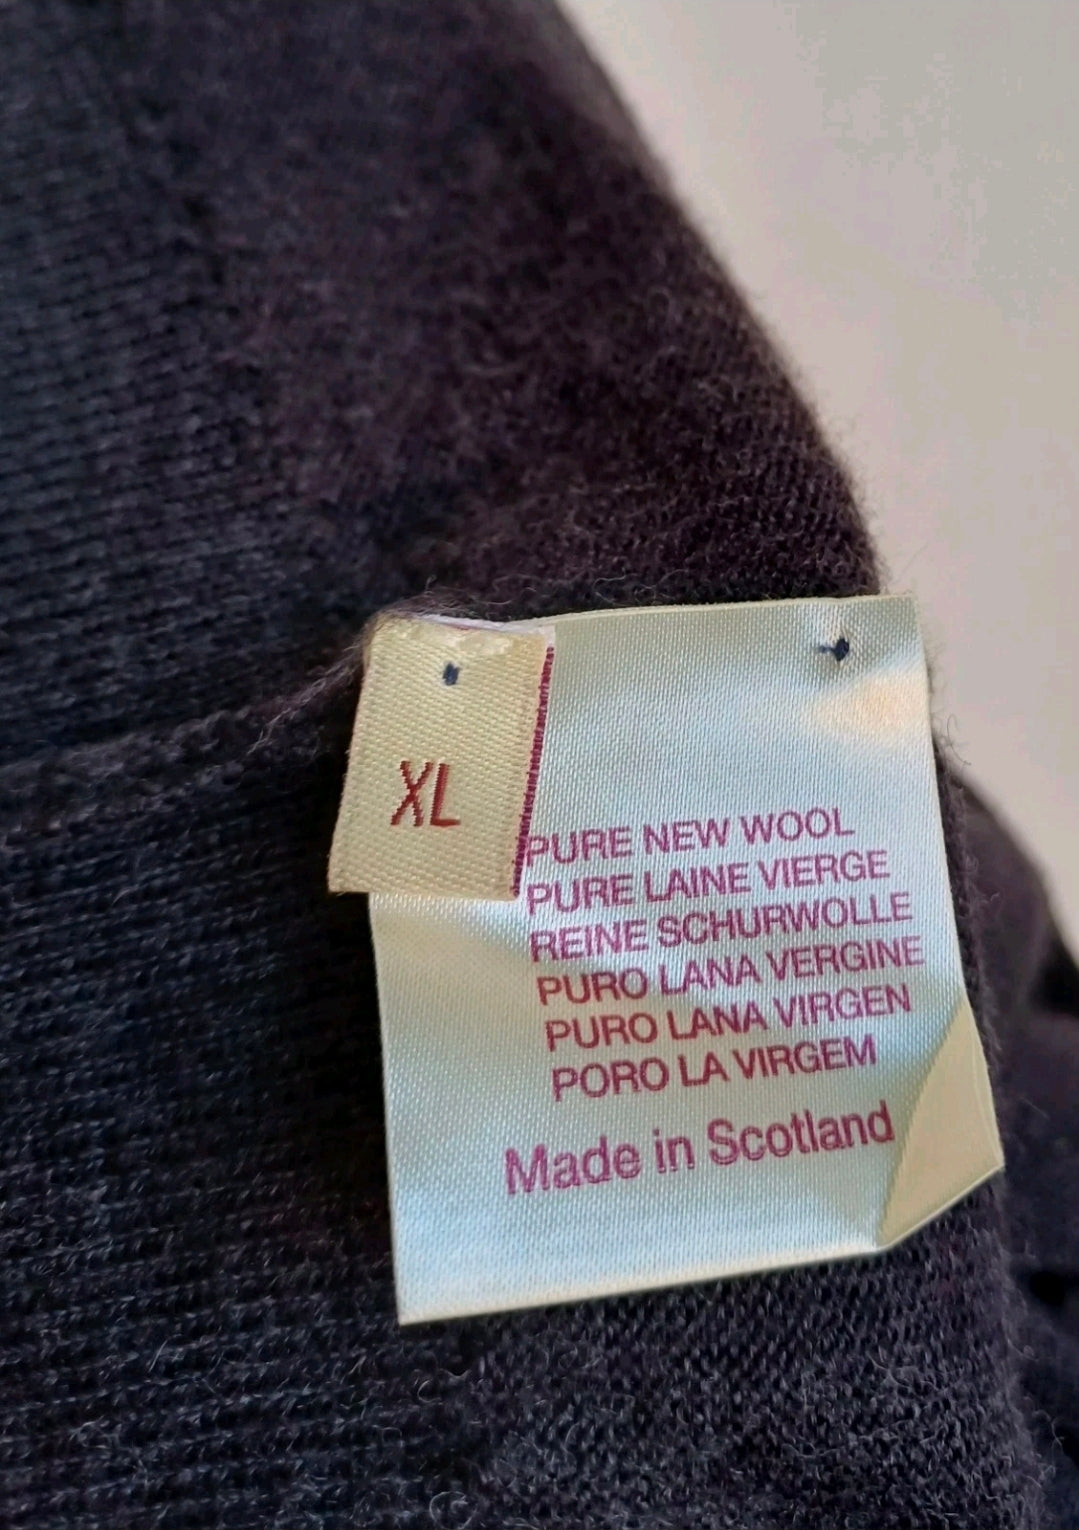 XL
PURE NEW WOOL
PURE LAINE VIERGE
REINE SCHURWOLLE
PURO LANA VERGINE
PURO LANA VIRGEN
PORO LA VIRGEM
Made in Scotland